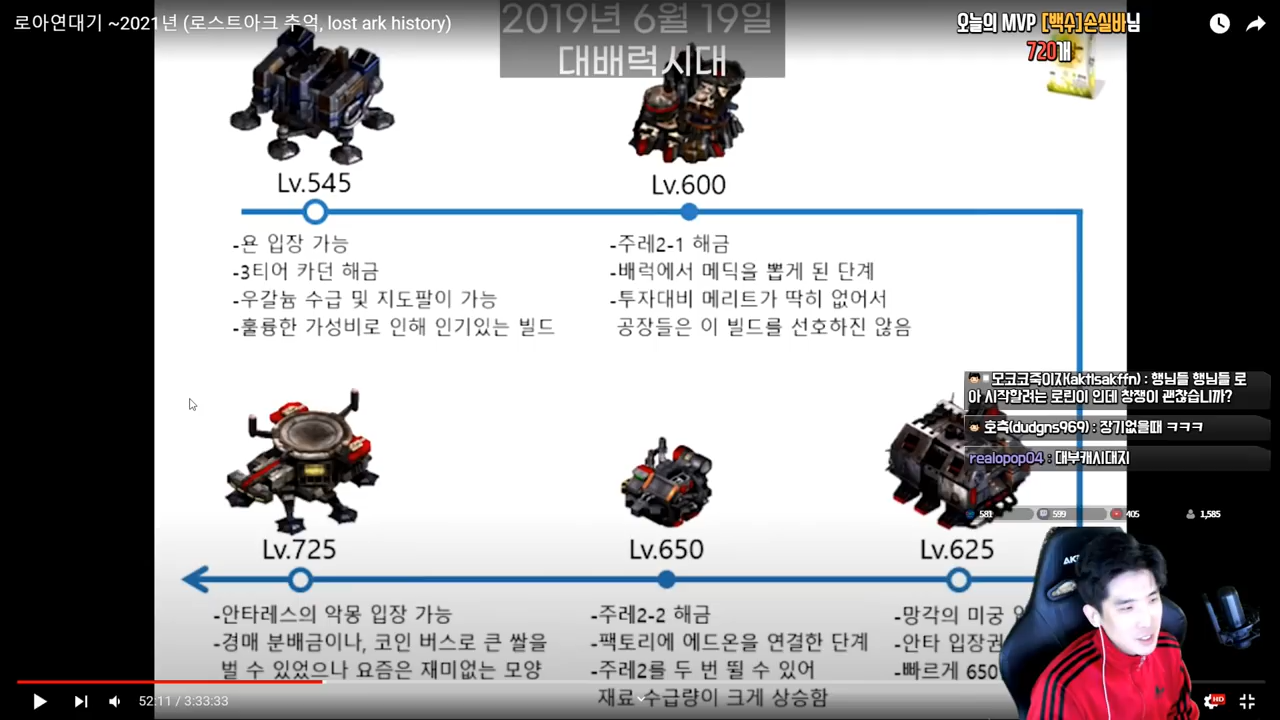 로아연대기 ~2021년 (로스트아크 추억, lost ark history)
2019년 6월 19일
대배럭시대
오늘의 MVP [백수]손실바님
720개
Lv.545
Lv.600
-욘 입장 가능
-3티어 카던 해금
-우갈늄 수급 및 지도팔이 가능
-훌륭한 가성비로 인해 인기있는 빌드
-주레2-1 해금
-배럭에서 메딕을 뽑게 된 단계
-투자대비 메리트가 딱히 없어서
공장들은 이 빌드를 선호하진 않음
모코코족이자(aktlsakffn) : 행님들 행님들 로
아 시작할려는 로린이 인데 창쟁이 괜찮습니까?
호측(dudgns969) : 장기없을때 ㅋㅋㅋ
realopop04 : 대부캐시대지
581 599 405 1,585
Lv.725
Lv.650
Lv.625
-안타레스의 악몽 입장 가능
-경매 분배금이나, 코인 버스로 큰 쌀을
벌 수 있었으나 요즘은 재미없는 모양
-주레2-2 해금
-팩토리에 에드온을 연결한 단계
-주레2를 두 번 뛸 수 있어
재료 수급량이 크게 상승함
-망각의 미궁
-안타 입장권
-빠르게 650
52:11 / 3:33:33
HD